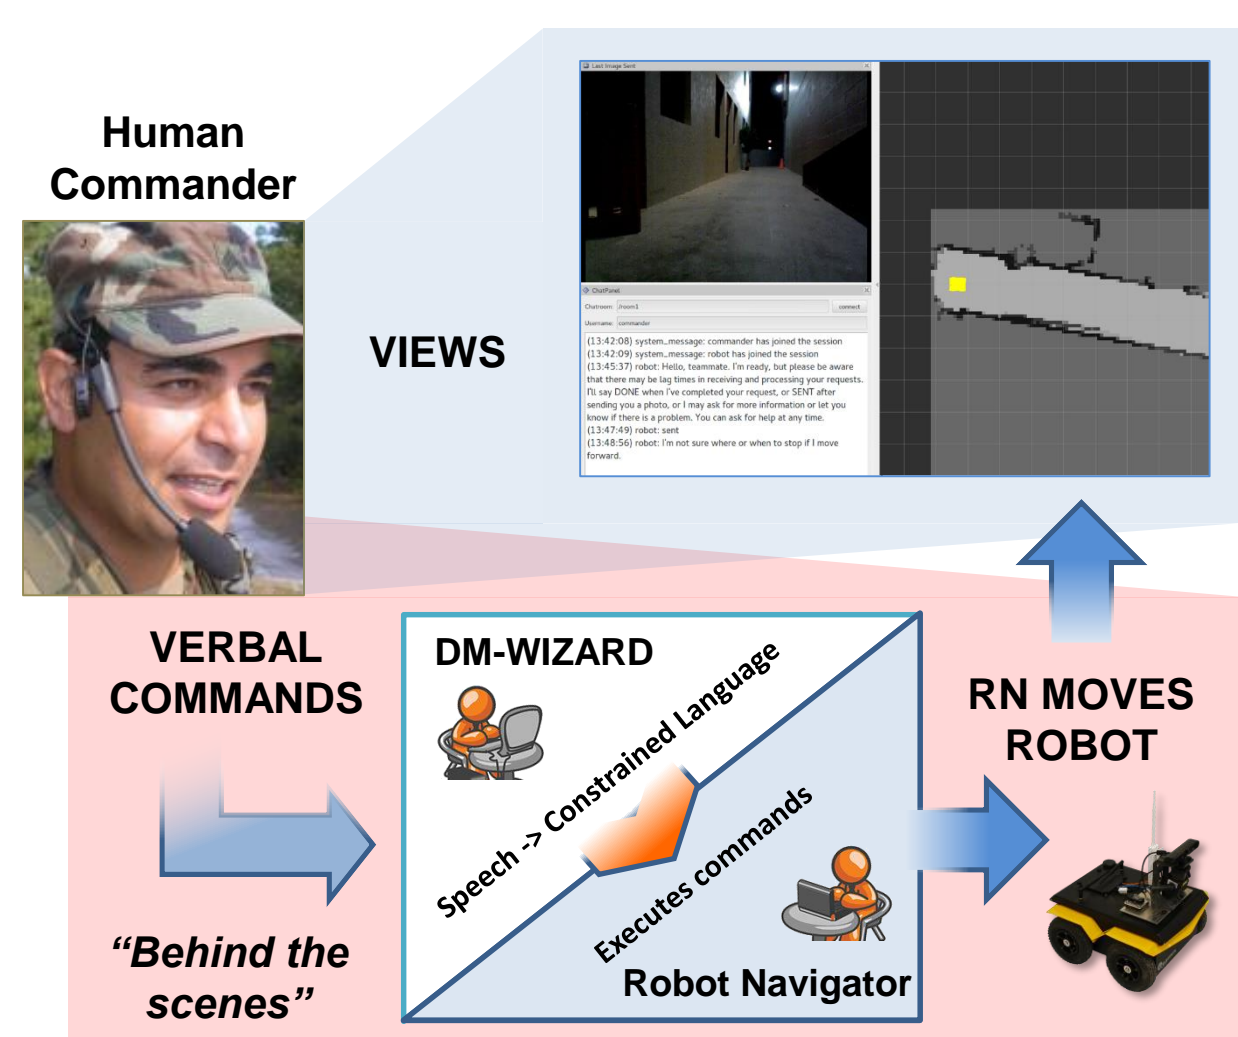 Human
Commander
VIEWS
Last Image Sent
ChatPanel
Chatroom: /room1 connect
Username: commander
(13:42:08) system_message: commander has joined the session
(13:42:09) system_message: robot has joined the session
(13:45:37) robot: Hello, teammate. I'm ready, but please be aware
that there may be lag times in receiving and processing your requests.
I'll say DONE when I've completed your request, or SENT after
sending you a photo, or I may ask for more information or let you
know if there is a problem. You can ask for help at any time.
(13:47:49) robot: sent
(13:48:56) robot: I'm not sure where or when to stop if I move
forward.
VERBAL
COMMANDS
“Behind the
scenes”
DM-WIZARD
Speech -> Constrained Language
Executes commands
Robot Navigator
RN MOVES
ROBOT